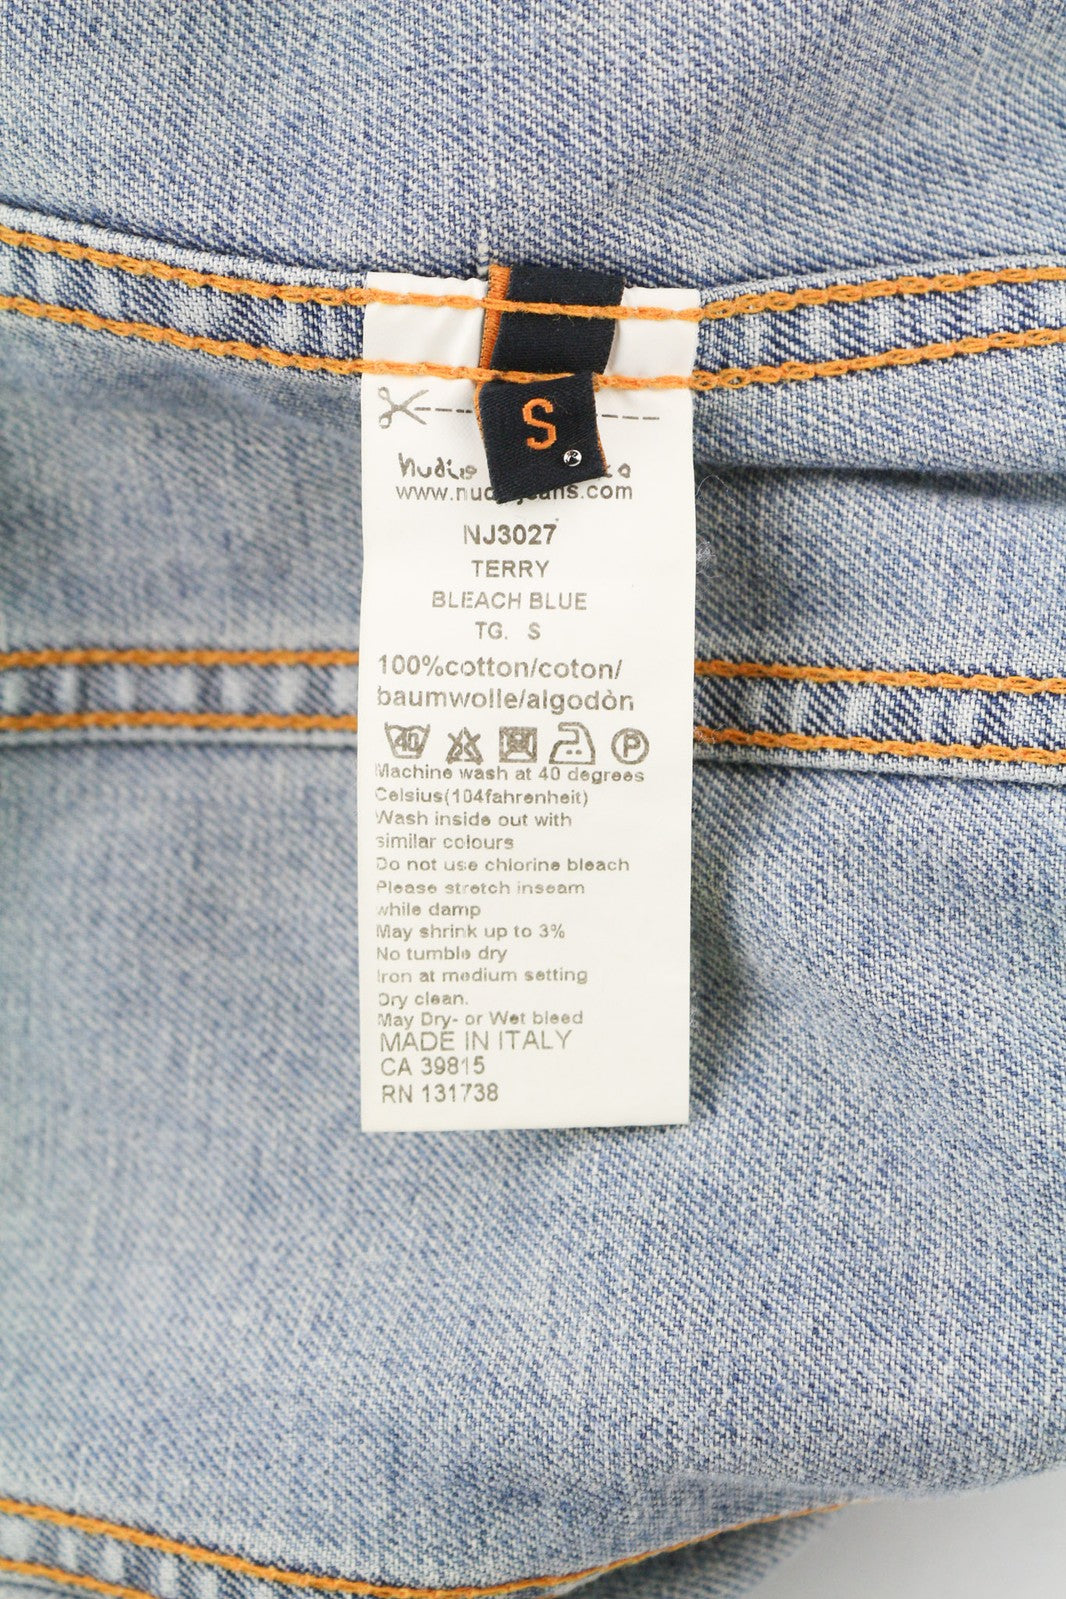 S
Nudie
www.nudiejeans.com
NJ3027
TERRY
BLEACH BLUE
TG. S
100%cotton/coton/
baumwolle/algodòn
40 P
Machine wash at 40 degrees
Celsius(104fahrenheit)
Wash inside out with
similar colours
Do not use chlorine bleach
Please stretch inseam
while damp
May shrink up to 3%
No tumble dry
Iron at medium setting
Dry clean.
May Dry- or Wet bleed
MADE IN ITALY
CA 39815
RN 131738